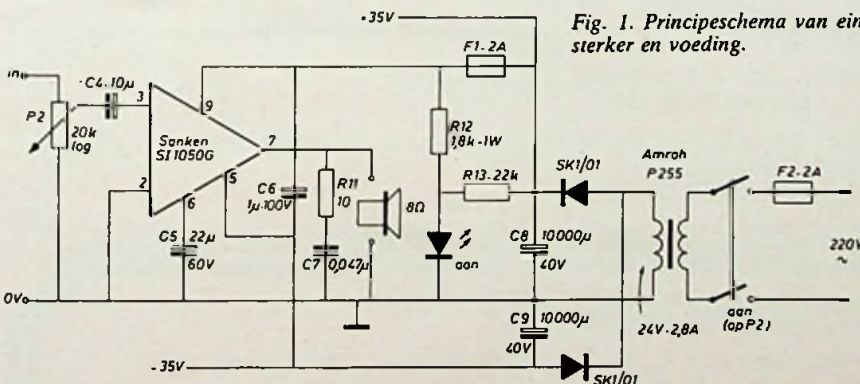 Fig. 1. Principeschema van ein
sterker en voeding.
+35V
F1-2A
in
C4-10µ
3
9
P2
20k
log
Sanken
SI 1050G
7
2
6
5
C5
22µ
60V
C6
1µ-100V
R11
10
C7
0,047µ
8Ω
R12
1,8k-1W
R13-22k
aan
SK1/01
C8
10000µ
40V
C9
10000µ
40V
Amroh
P255
F2-2A
220V
~
24V-2,8A
aan
(op P2)
0V
-35V
SK1/01